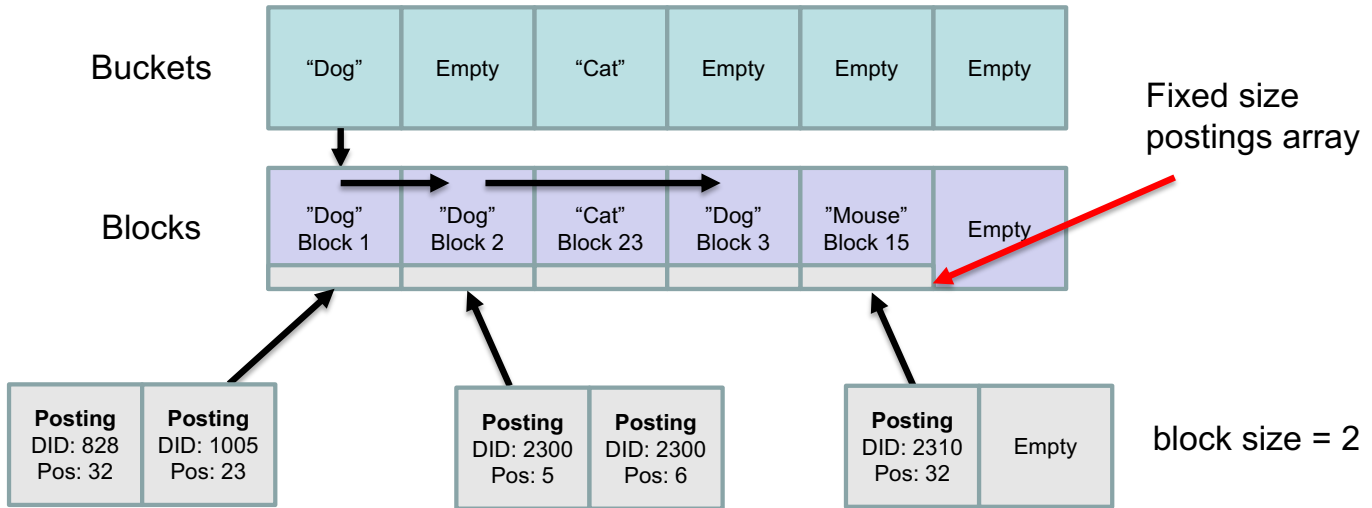 Buckets
“Dog”
Empty
“Cat”
Empty
Empty
Empty
Fixed size
postings array
Blocks
”Dog”
Block 1
”Dog”
Block 2
“Cat”
Block 23
”Dog”
Block 3
”Mouse”
Block 15
Empty
Posting
DID: 828
Pos: 32
Posting
DID: 1005
Pos: 23
Posting
DID: 2300
Pos: 5
Posting
DID: 2300
Pos: 6
Posting
DID: 2310
Pos: 32
Empty
block size = 2